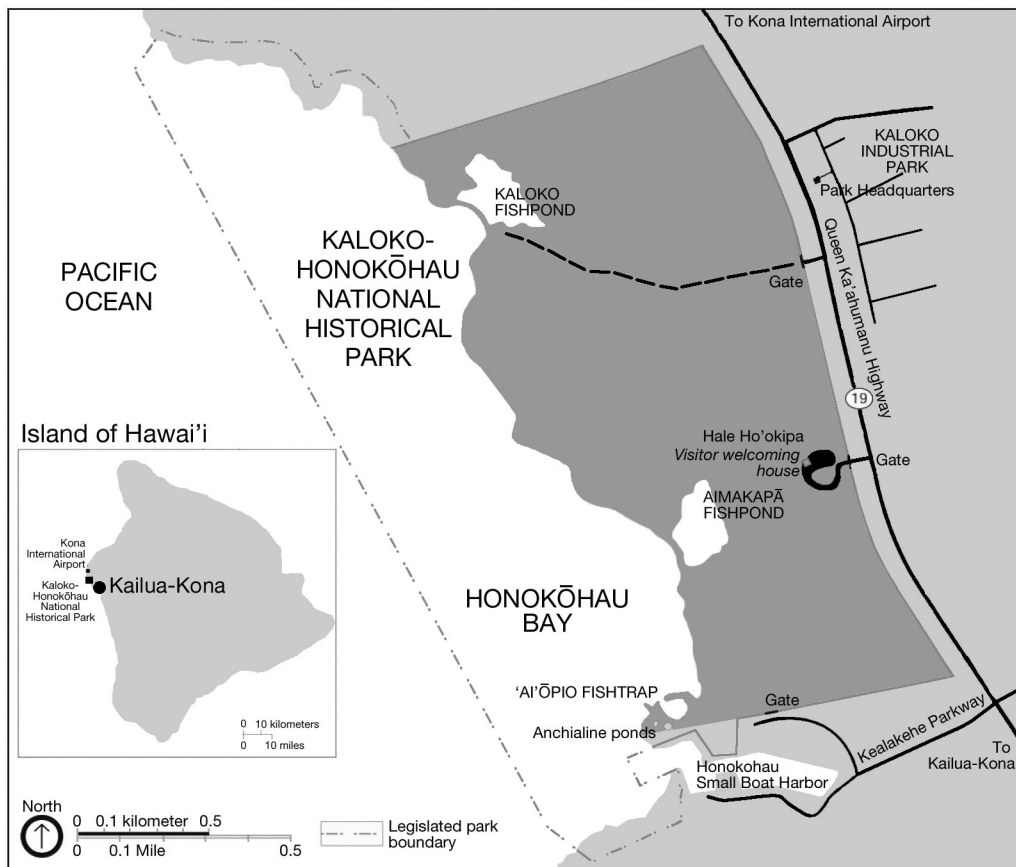 To Kona International Airport
KALOKO
INDUSTRIAL
PARK
Park Headquarters
KALOKO
FISHPOND
KALOKO-
HONOKŌHAU
NATIONAL
HISTORICAL
PARK
PACIFIC
OCEAN
Gate
Queen Ka'ahumanu Highway
19
Hale Ho'okipa
Visitor welcoming
house
Gate
AIMAKAPĀ
FISHPOND
Island of Hawai'i
Kona
International
Airport
Kaloko-
Honokōhau
National
Historical Park
Kailua-Kona
0 10 kilometers
0 10 miles
HONOKŌHAU
BAY
'AI'ŌPIO FISHTRAP
Anchialine ponds
Gate
Kealakehe Parkway
To
Kailua-Kona
Honokohau
Small Boat Harbor
North
0 0.1 kilometer 0.5
0 0.1 Mile 0.5
Legislated park
boundary